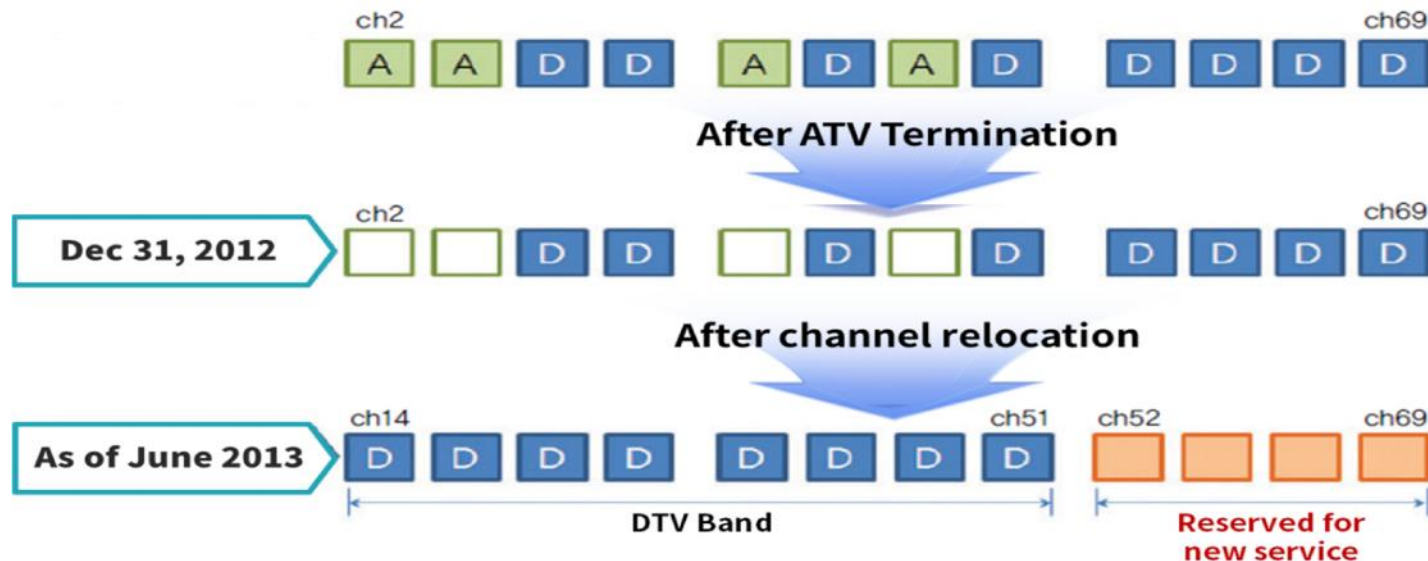 ch2 ch69
A A D D A D A D D D D D
After ATV Termination
ch2 ch69
Dec 31, 2012 D D D D D D D D
After channel relocation
ch14 ch51 ch52 ch69
As of June 2013 D D D D D D D D
DTV Band Reserved for
new service